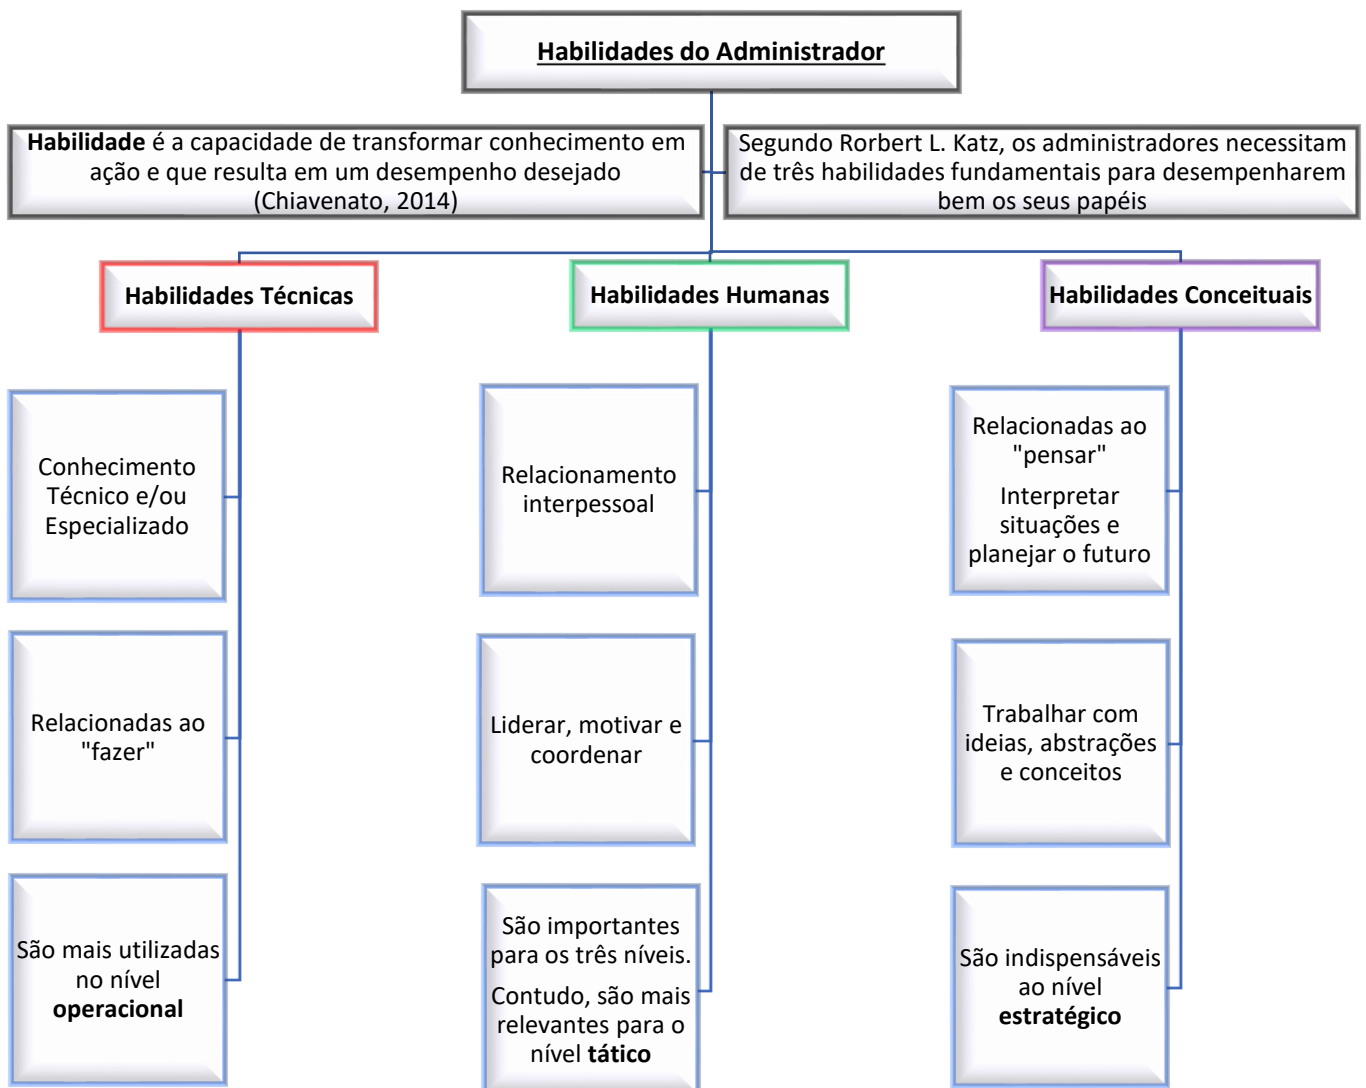 Habilidades do Administrador
Habilidade é a capacidade de transformar conhecimento em
ação e que resulta em um desempenho desejado
(Chiavenato, 2014)
Segundo Rorbert L. Katz, os administradores necessitam
de três habilidades fundamentais para desempenharem
bem os seus papéis
Habilidades Técnicas
Conhecimento
Técnico e/ou
Especializado
Relacionadas ao
"fazer"
São mais utilizadas
no nível
operacional
Habilidades Humanas
Relacionamento
interpessoal
Liderar, motivar e
coordenar
São importantes
para os três níveis.
Contudo, são mais
relevantes para o
nível tático
Habilidades Conceituais
Relacionadas ao
"pensar"
Interpretar
situações e
planejar o futuro
Trabalhar com
ideias, abstrações
e conceitos
São indispensáveis
ao nível
estratégico